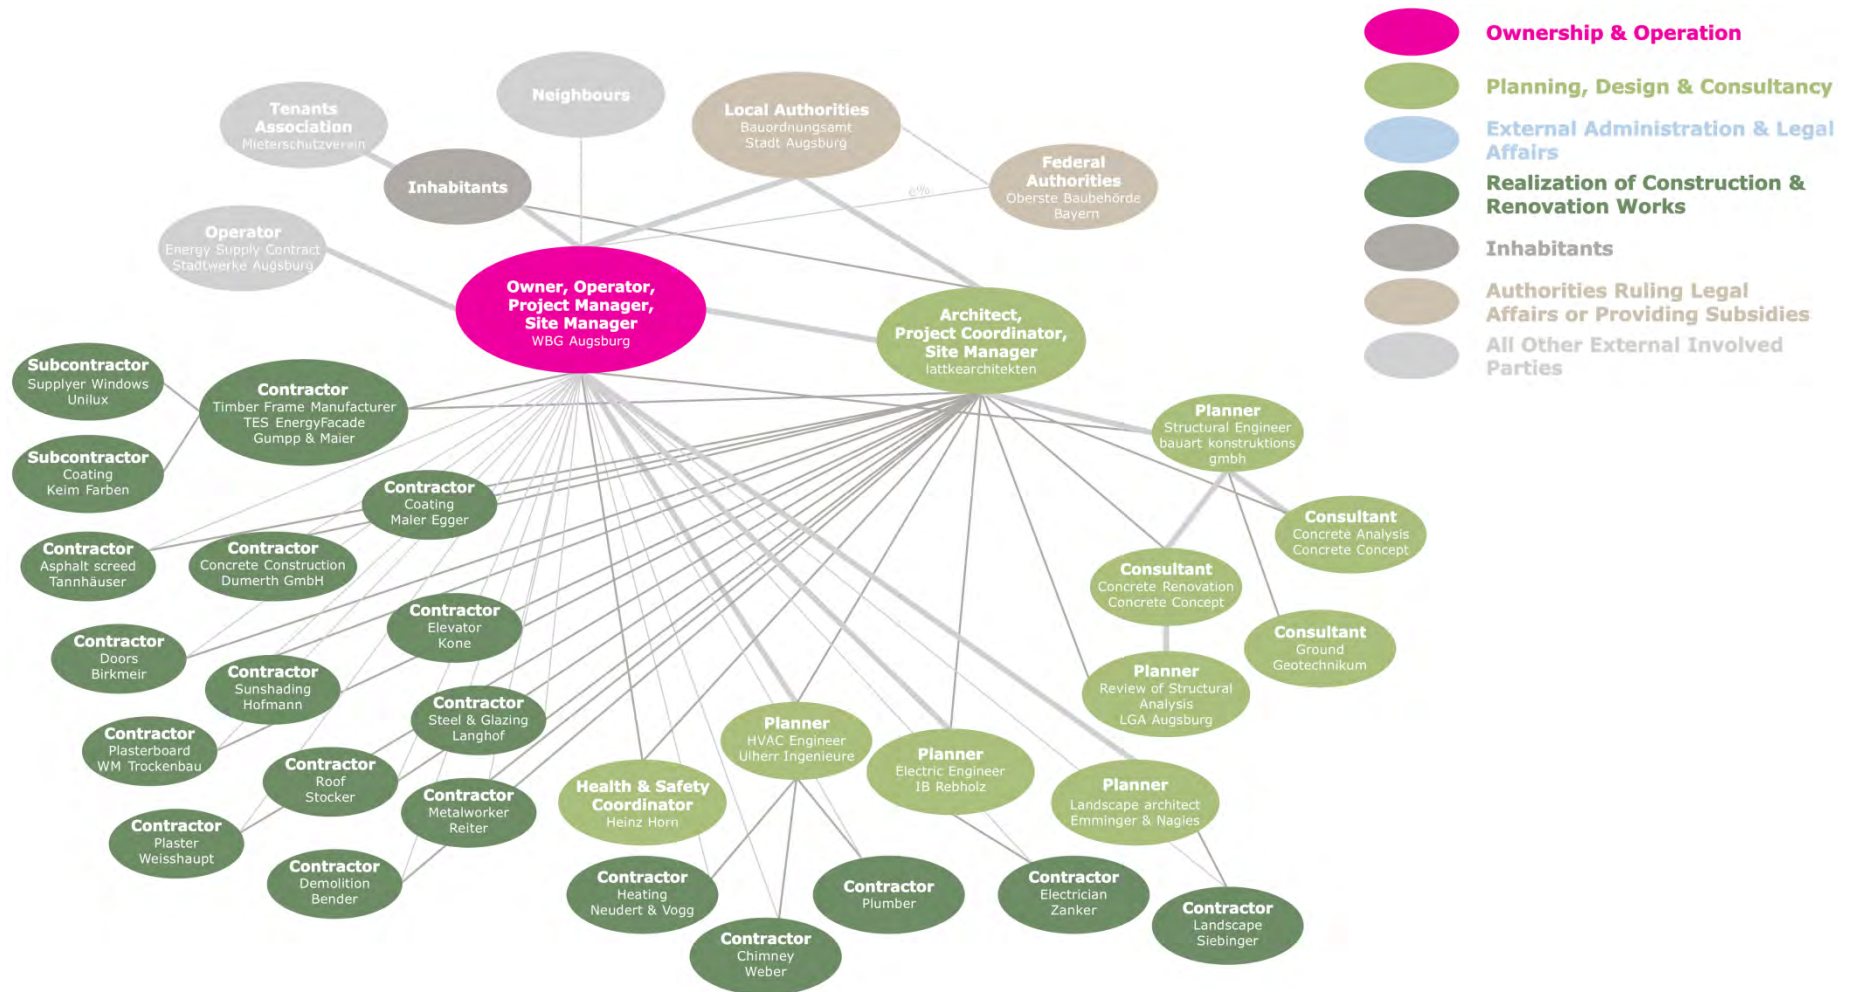 Ownership & Operation
Planning, Design & Consultancy
External Administration & Legal
Affairs
Realization of Construction &
Renovation Works
Inhabitants
Authorities Ruling Legal
Affairs or Providing Subsidies
All Other External Involved
Parties
Tenants
Association
Mieterschutzverein
Neighbours
Local Authorities
Bauordnungsamt
Stadt Augsburg
Federal
Authorities
Oberste Baubehörde
Bayern
e%
Inhabitants
Operator
Energy Supply Contract
Stadtwerke Augsburg
Owner, Operator,
Project Manager,
Site Manager
WBG Augsburg
Architect,
Project Coordinator,
Site Manager
lattkearchitekten
Subcontractor
Supplyer Windows
Unilux
Contractor
Timber Frame Manufacturer
TES EnergyFacade
Gumpp & Maier
Subcontractor
Coating
Keim Farben
Planner
Structural Engineer
bauart konstruktions
gmbh
Contractor
Coating
Maler Egger
Consultant
Concrete Analysis
Concrete Concept
Contractor
Asphalt screed
Tannhäuser
Contractor
Concrete Construction
Dumerth GmbH
Consultant
Concrete Renovation
Concrete Concept
Contractor
Elevator
Kone
Consultant
Ground
Geotechnikum
Contractor
Doors
Birkmeir
Contractor
Sunshading
Hofmann
Planner
Review of Structural
Analysis
LGA Augsburg
Contractor
Steel & Glazing
Langhof
Contractor
Plasterboard
WM Trockenbau
Planner
HVAC Engineer
Ulherr Ingenieure
Planner
Electric Engineer
IB Rebholz
Contractor
Roof
Stocker
Health & Safety
Coordinator
Heinz Horn
Planner
Landscape architect
Emminger & Nagies
Contractor
Metalworker
Reiter
Contractor
Plaster
Weisshaupt
Contractor
Demolition
Bender
Contractor
Heating
Neudert & Vogg
Contractor
Plumber
Contractor
Electrician
Zanker
Contractor
Landscape
Siebinger
Contractor
Chimney
Weber